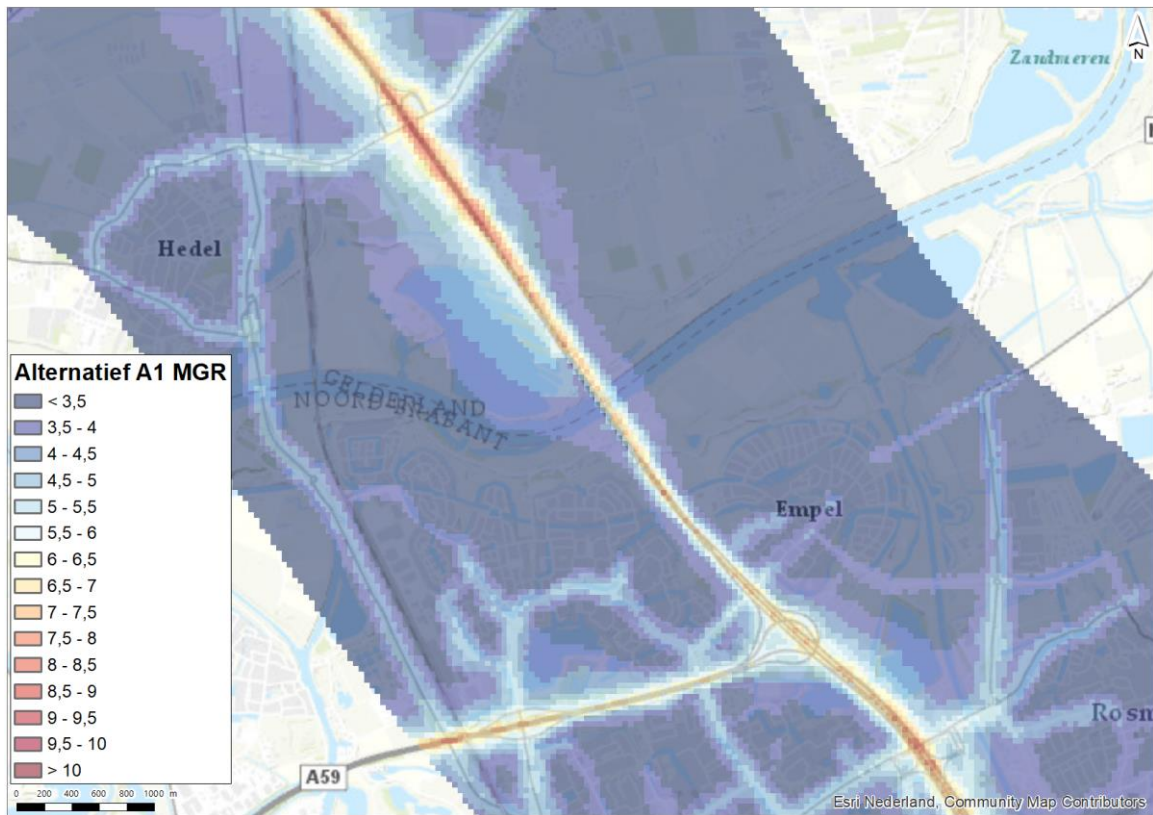 Zandmeren
N
Hedel
GELDERLAND
NOORD-BRABANT
Alternatief A1 MGR
< 3,5
3,5 - 4
4 - 4,5
4,5 - 5
5 - 5,5
5,5 - 6
6 - 6,5
6,5 - 7
7 - 7,5
7,5 - 8
8 - 8,5
8,5 - 9
9 - 9,5
9,5 - 10
> 10
Empel
Rosm
A59
0 200 400 600 800 1000 m
Esri Nederland, Community Map Contributors